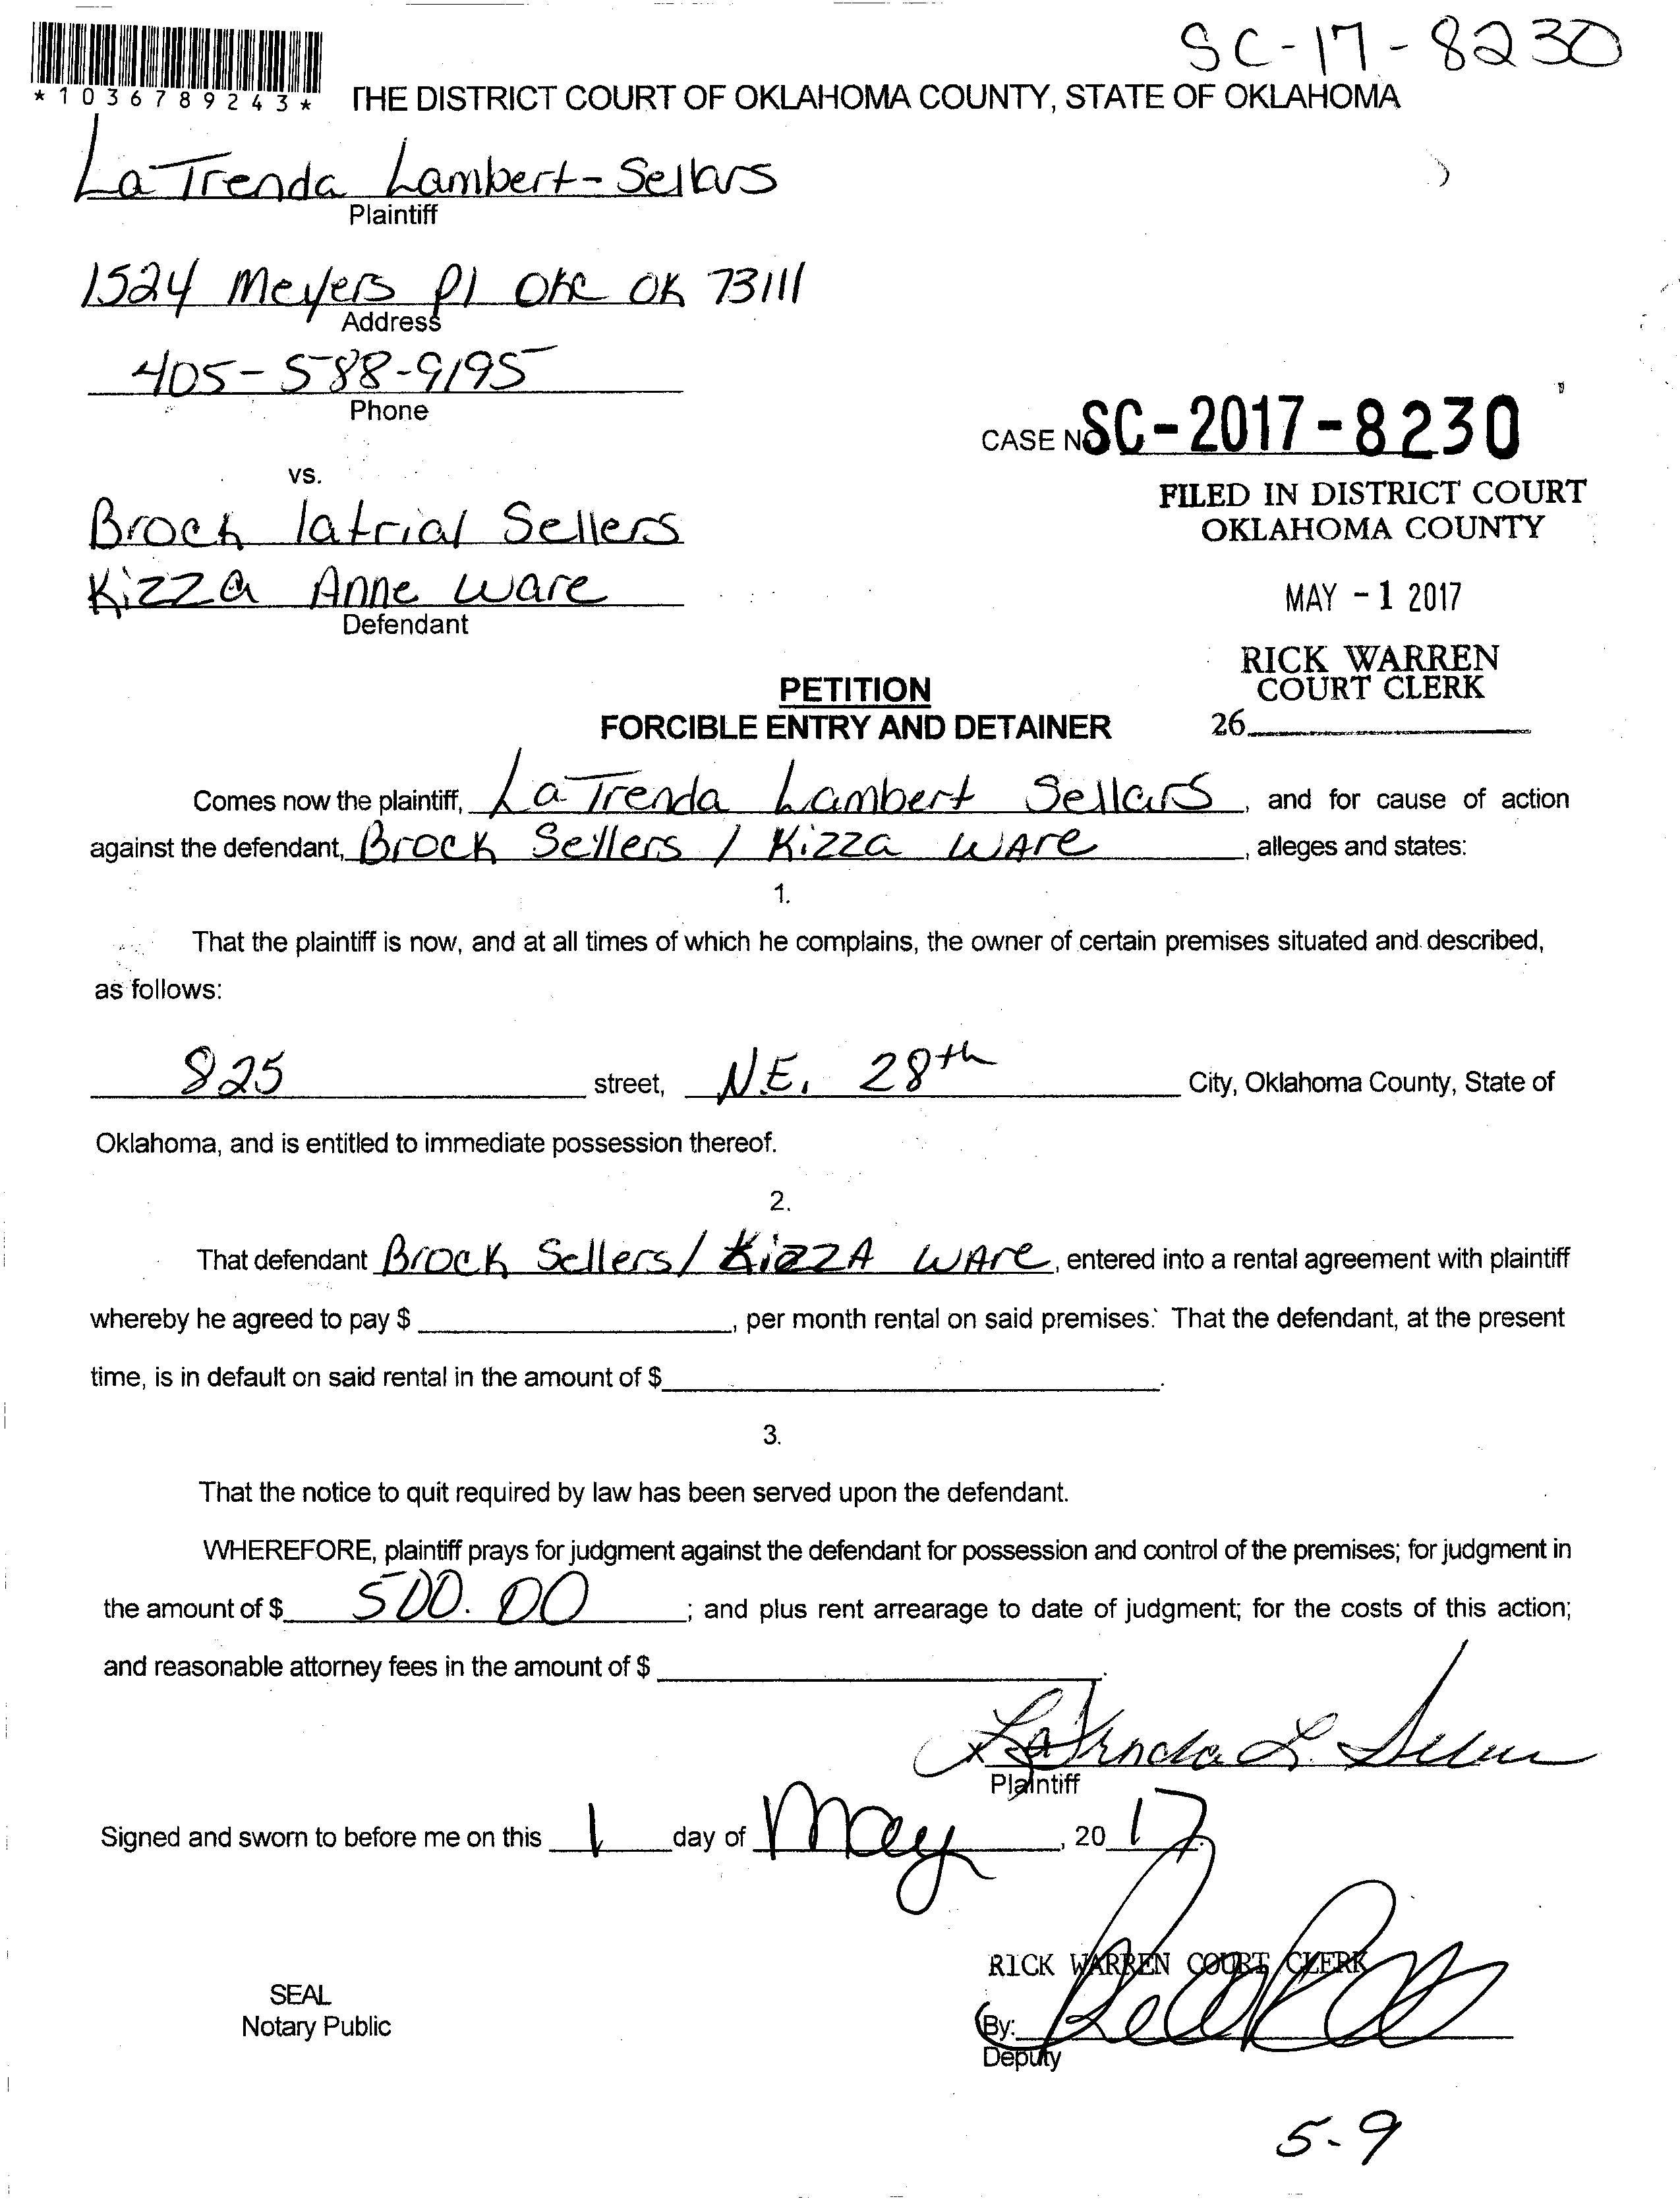 SC-17-8230
*1036789243*
THE DISTRICT COURT OF OKLAHOMA COUNTY, STATE OF OKLAHOMA
LaTrenda Lambert-Sellars
Plaintiff
1524 Meyers Pl OKC OK 73111
Address
405-588-9195
Phone
CASE NO SC-2017-8230
vs.
FILED IN DISTRICT COURT
OKLAHOMA COUNTY
Brock latrial Sellers
Kizza Anne Ware
Defendant
MAY -1 2017
RICK WARREN
COURT CLERK
26
PETITION
FORCIBLE ENTRY AND DETAINER
Comes now the plaintiff, LaTrenda Lambert Sellars, and for cause of action
against the defendant, Brock Sellers / Kizza WAre, alleges and states:
1.
That the plaintiff is now, and at all times of which he complains, the owner of certain premises situated and described,
as follows:
825 street, N.E. 28th City, Oklahoma County, State of
Oklahoma, and is entitled to immediate possession thereof.
2.
That defendant Brock Sellers / KizzA WAre, entered into a rental agreement with plaintiff
whereby he agreed to pay $ , per month rental on said premises. That the defendant, at the present
time, is in default on said rental in the amount of $ .
3.
That the notice to quit required by law has been served upon the defendant.
WHEREFORE, plaintiff prays for judgment against the defendant for possession and control of the premises; for judgment in
the amount of $ 500.00 ; and plus rent arrearage to date of judgment; for the costs of this action;
and reasonable attorney fees in the amount of $ .
x LaTrenda L. Sellars
Plaintiff
Signed and sworn to before me on this 1 day of May, 2017.
RICK WARREN COURT CLERK
SEAL
Notary Public
By:
Deputy
5-9